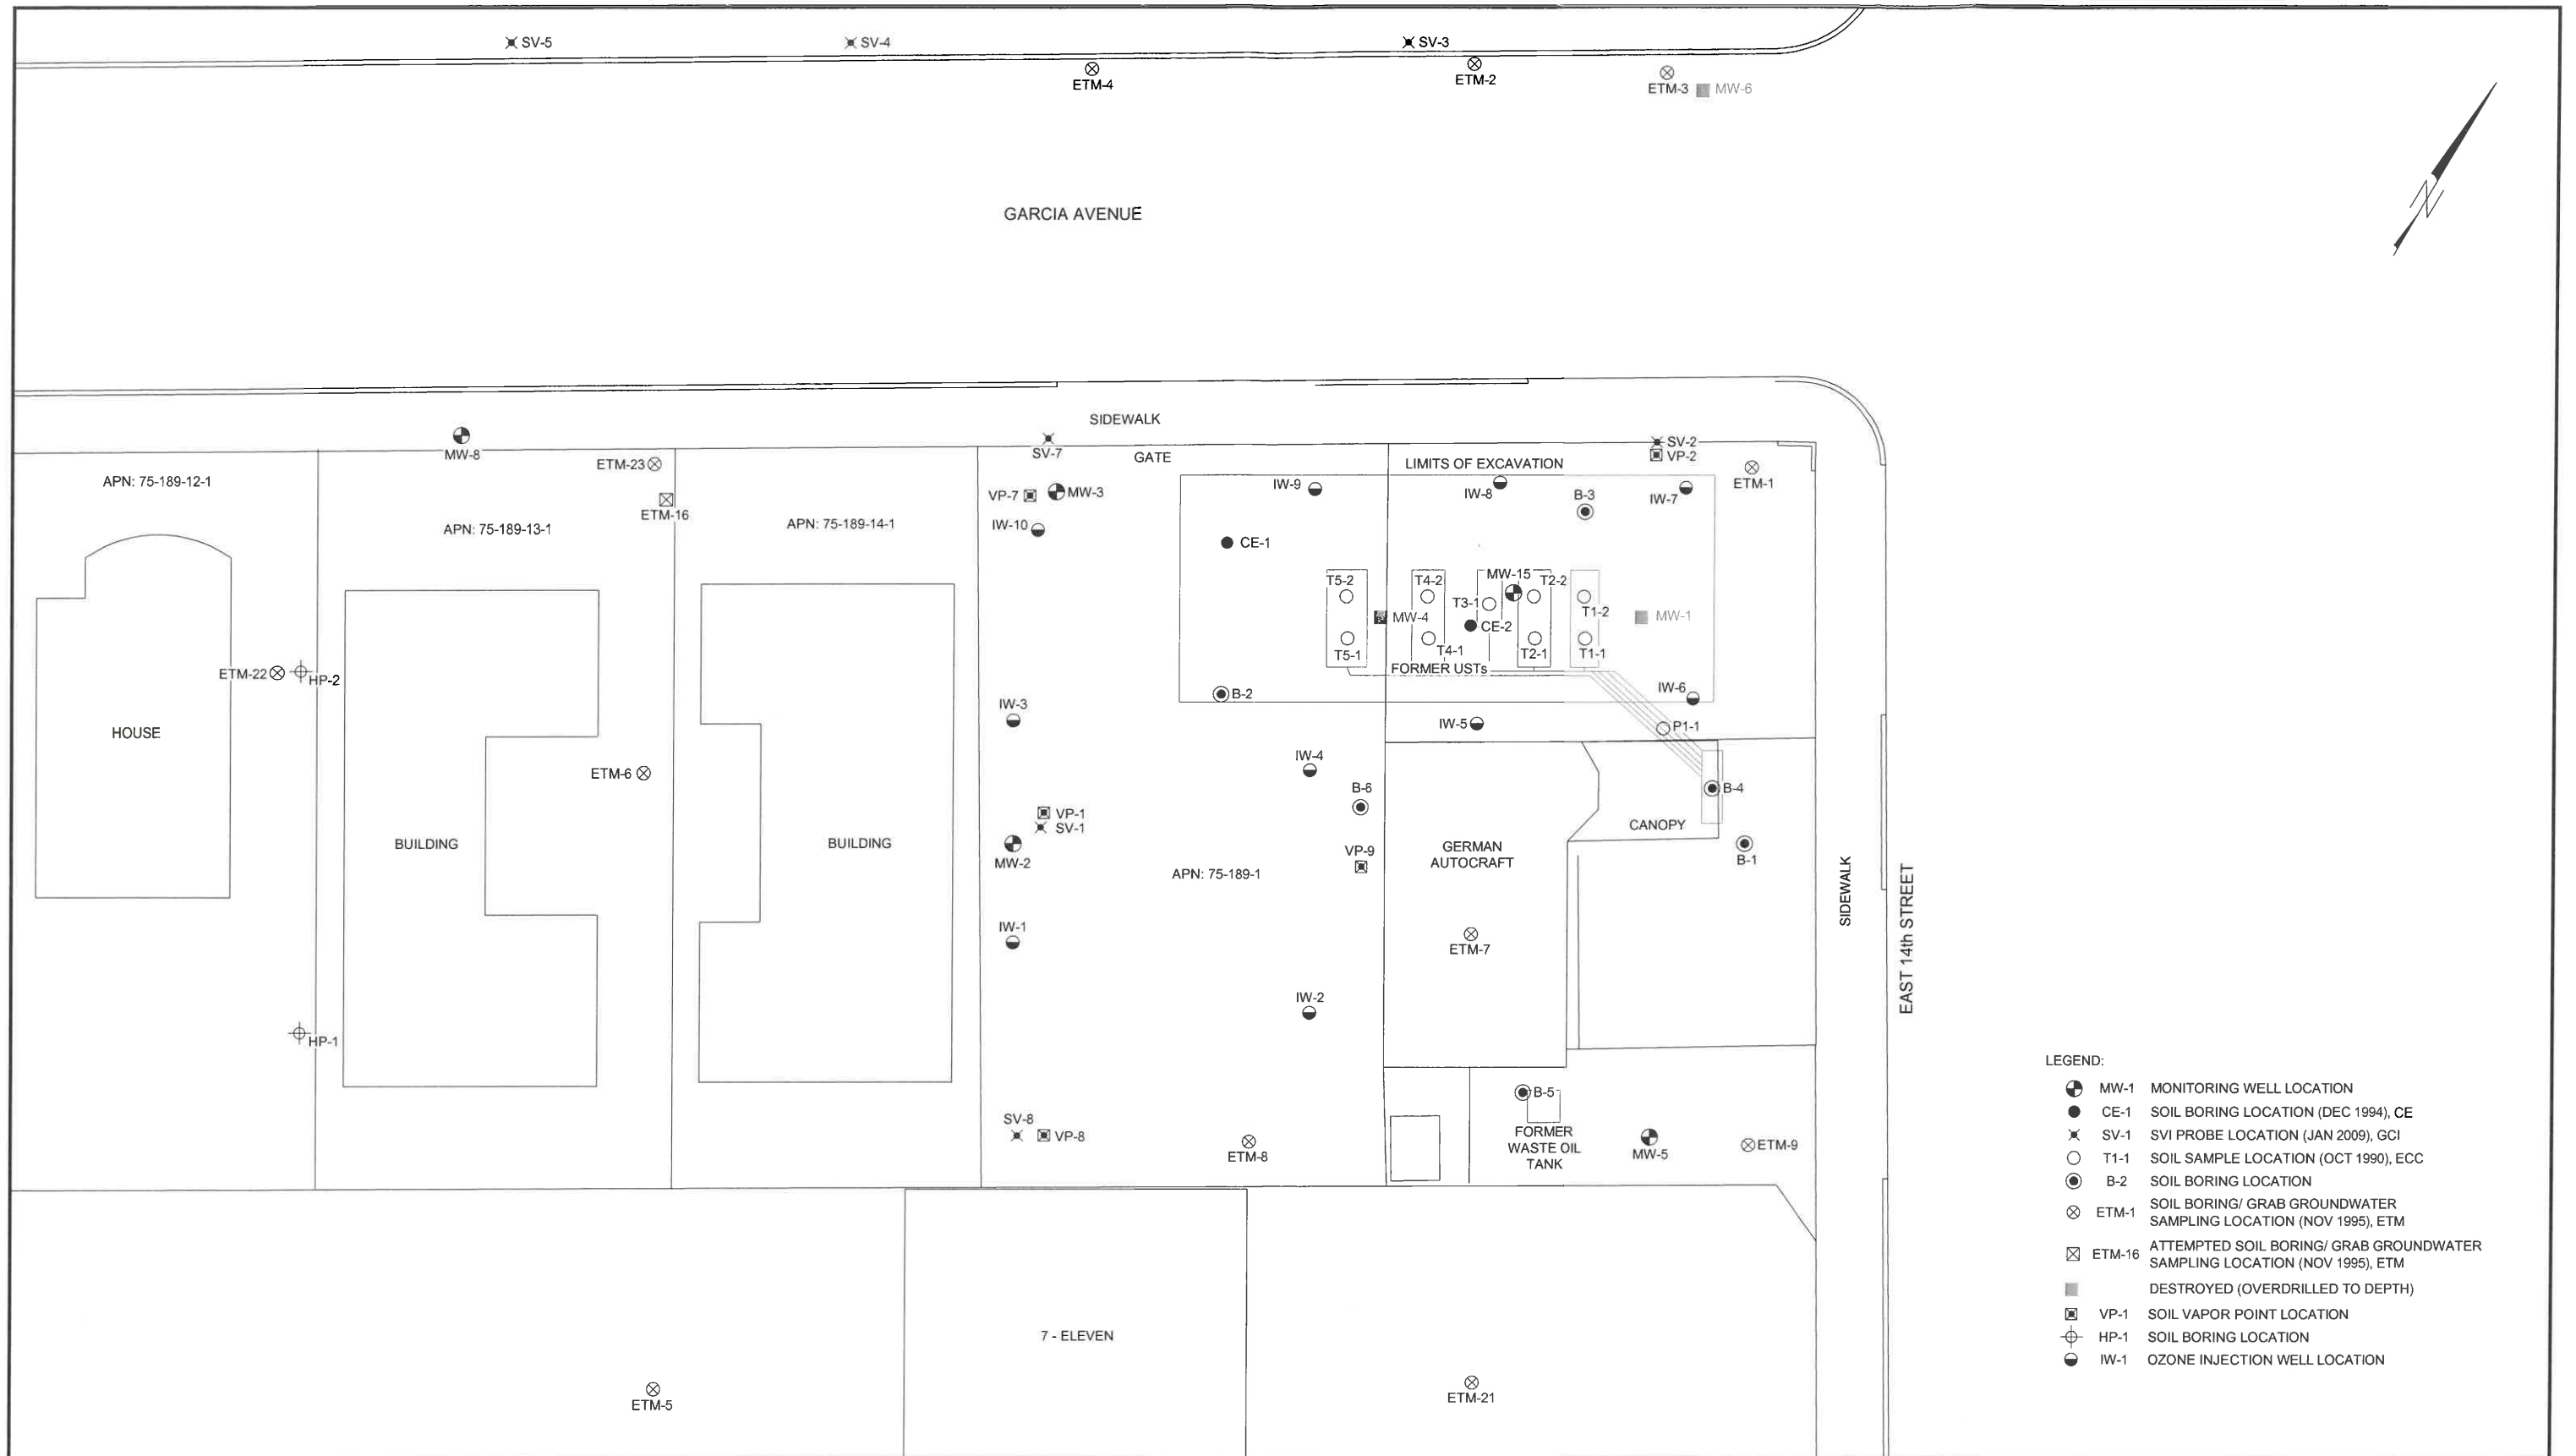 SV-5
SV-4
SV-3
ETM-4
ETM-2
ETM-3
MW-6
GARCIA AVENUE
N
SIDEWALK
MW-8
ETM-23
SV-7
GATE
SV-2
VP-2
LIMITS OF EXCAVATION
APN: 75-189-12-1
ETM-16
APN: 75-189-13-1
APN: 75-189-14-1
VP-7
MW-3
IW-10
IW-9
IW-8
B-3
IW-7
ETM-1
CE-1
T5-2
T4-2
MW-15
T2-2
T3-1
T1-2
MW-4
CE-2
MW-1
T5-1
T4-1
T2-1
T1-1
FORMER USTs
ETM-22
HP-2
B-2
IW-6
IW-3
IW-5
P1-1
HOUSE
IW-4
ETM-6
B-6
B-4
VP-1
SV-1
CANOPY
BUILDING
BUILDING
MW-2
VP-9
GERMAN
AUTOCRAFT
B-1
APN: 75-189-1
SIDEWALK
EAST 14th STREET
IW-1
ETM-7
IW-2
HP-1
B-5
SV-8
VP-8
ETM-8
FORMER
WASTE OIL
TANK
MW-5
ETM-9
7 - ELEVEN
ETM-5
ETM-21
LEGEND:
MW-1 MONITORING WELL LOCATION
CE-1 SOIL BORING LOCATION (DEC 1994), CE
SV-1 SVI PROBE LOCATION (JAN 2009), GCI
T1-1 SOIL SAMPLE LOCATION (OCT 1990), ECC
B-2 SOIL BORING LOCATION
ETM-1 SOIL BORING/ GRAB GROUNDWATER
SAMPLING LOCATION (NOV 1995), ETM
ETM-16 ATTEMPTED SOIL BORING/ GRAB GROUNDWATER
SAMPLING LOCATION (NOV 1995), ETM
DESTROYED (OVERDRILLED TO DEPTH)
VP-1 SOIL VAPOR POINT LOCATION
HP-1 SOIL BORING LOCATION
IW-1 OZONE INJECTION WELL LOCATION